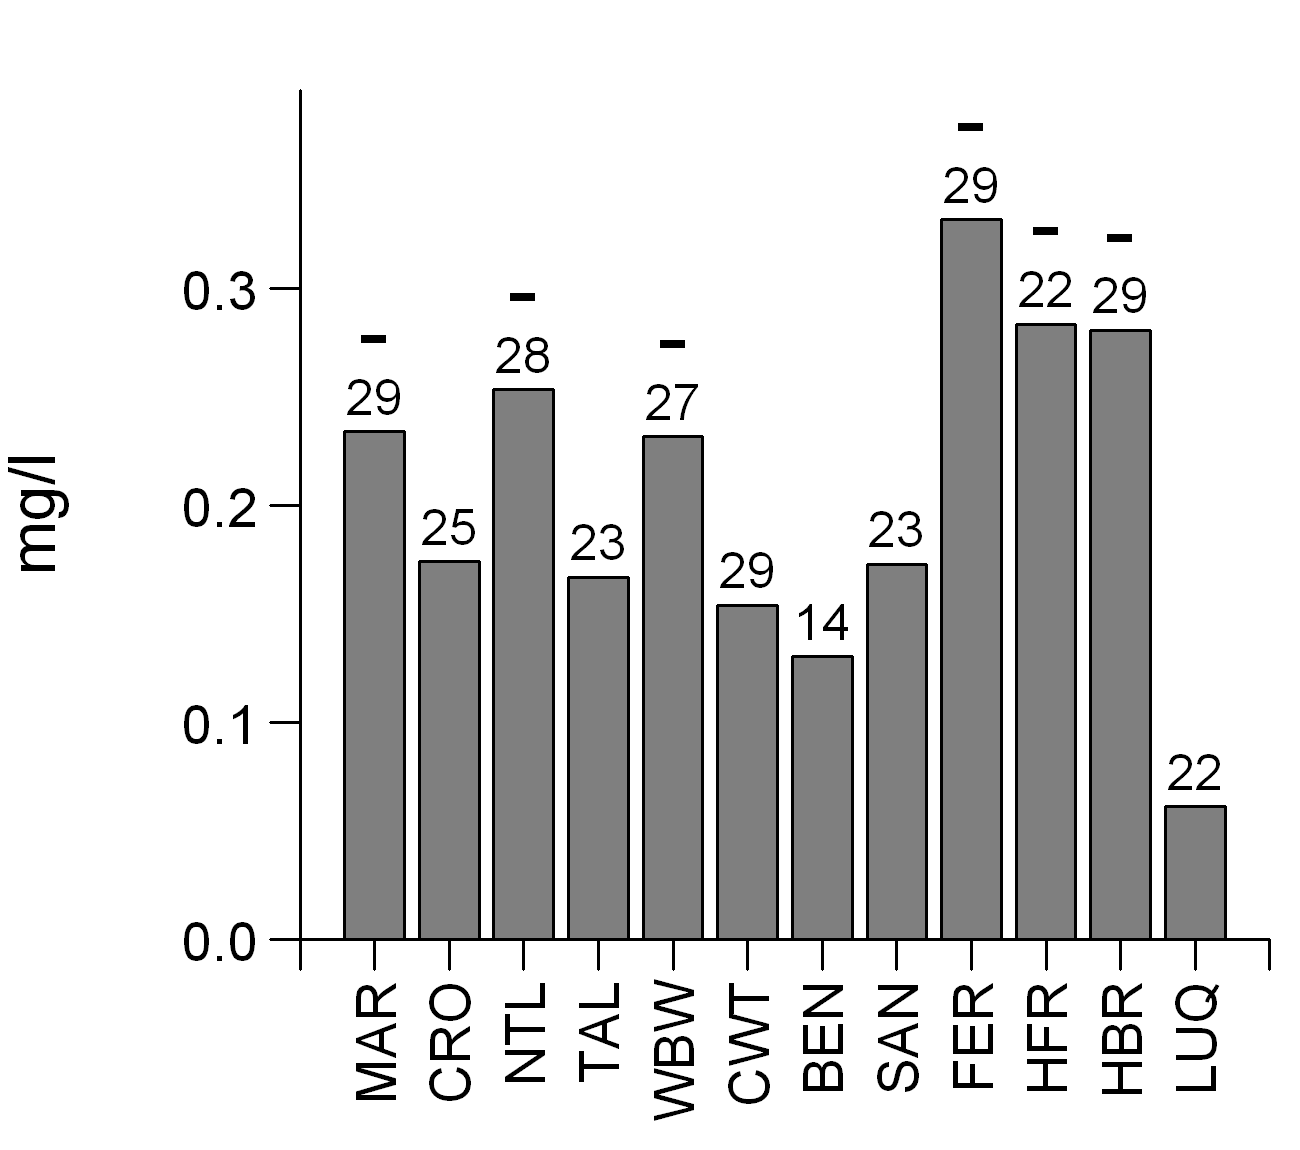 mg/l
0.3
0.2
0.1
0.0
-
29
25
-
28
23
-
27
29
14
23
-
29
-
22
-
29
22
MAR
CRO
NTL
TAL
WBW
CWT
BEN
SAN
FER
HFR
HBR
LUQ